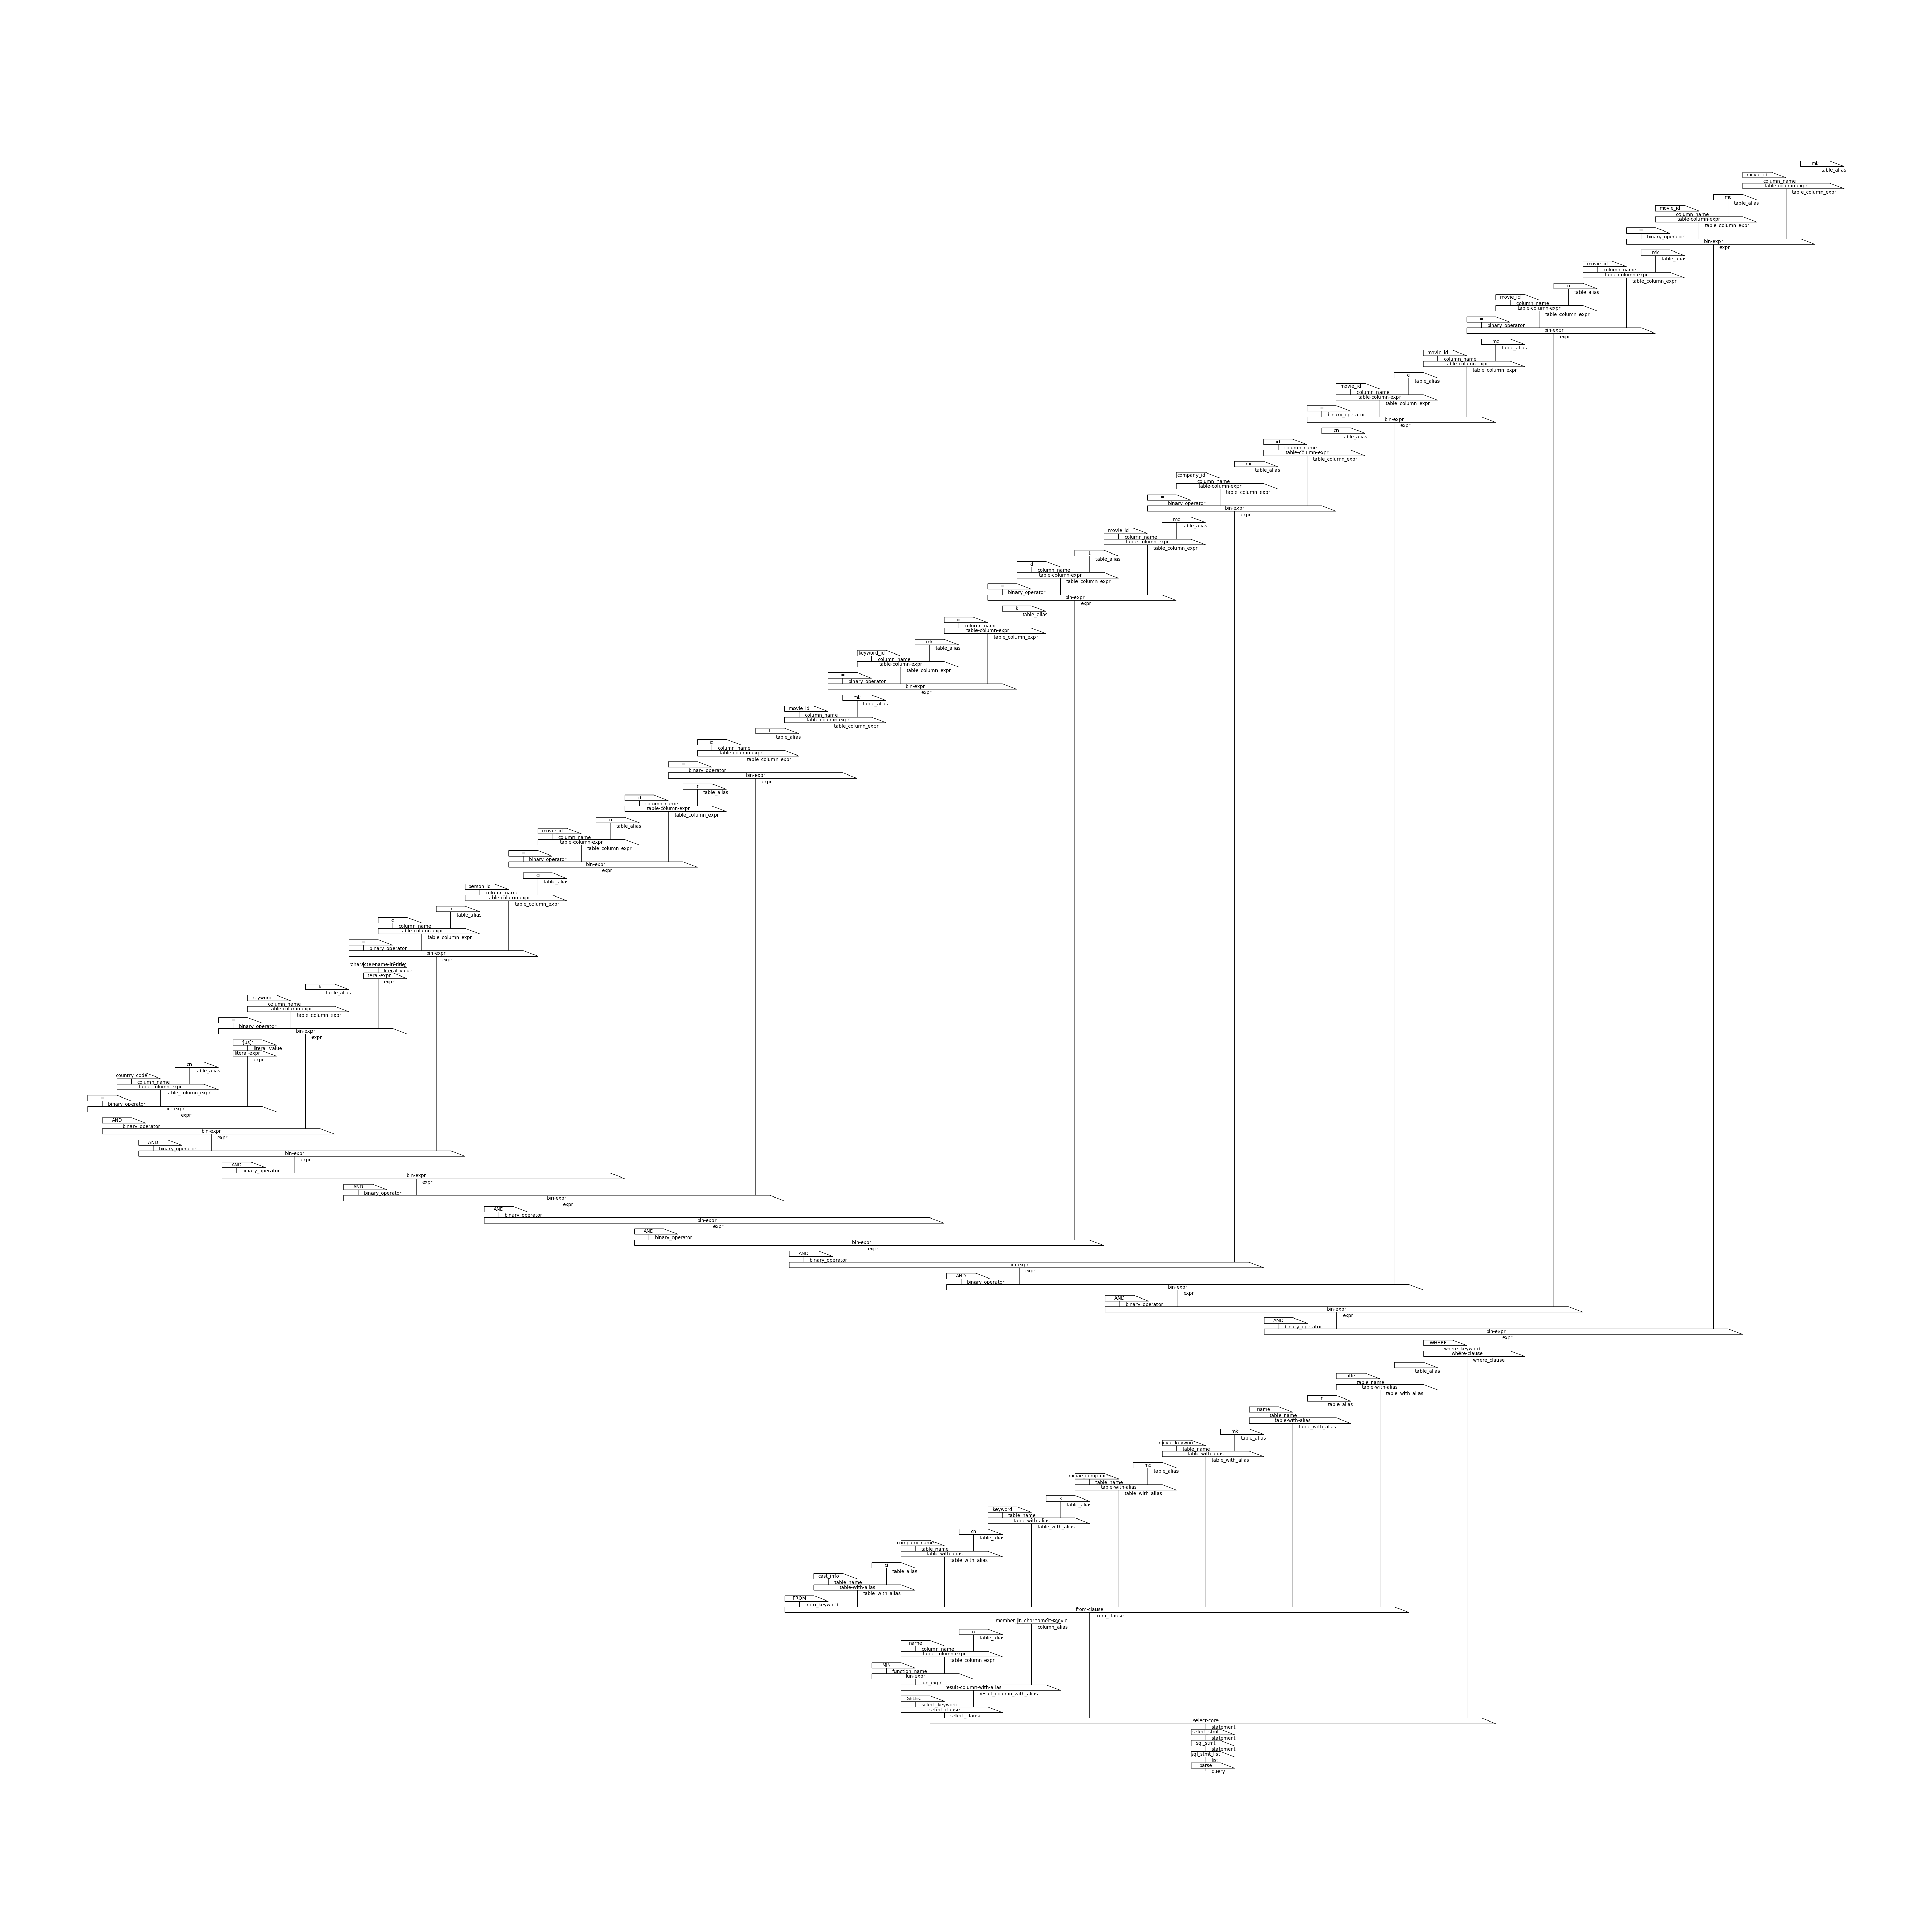 mk
table_alias
movie_id
column_name
table-column-expr
table_column_expr
mc
table_alias
movie_id
column_name
table-column-expr
table_column_expr
=
binary_operator
bin-expr
expr
mk
table_alias
movie_id
column_name
table-column-expr
table_column_expr
ci
table_alias
movie_id
column_name
table-column-expr
table_column_expr
=
binary_operator
bin-expr
expr
mc
table_alias
movie_id
column_name
table-column-expr
table_column_expr
ci
table_alias
movie_id
column_name
table-column-expr
table_column_expr
=
binary_operator
bin-expr
expr
cn
table_alias
id
column_name
table-column-expr
table_column_expr
mc
table_alias
company_id
column_name
table-column-expr
table_column_expr
=
binary_operator
bin-expr
expr
mc
table_alias
movie_id
column_name
table-column-expr
table_column_expr
t
table_alias
id
column_name
table-column-expr
table_column_expr
=
binary_operator
bin-expr
expr
k
table_alias
id
column_name
table-column-expr
table_column_expr
mk
table_alias
keyword_id
column_name
table-column-expr
table_column_expr
=
binary_operator
bin-expr
expr
mk
table_alias
movie_id
column_name
table-column-expr
table_column_expr
t
table_alias
id
column_name
table-column-expr
table_column_expr
=
binary_operator
bin-expr
expr
t
table_alias
id
column_name
table-column-expr
table_column_expr
ci
table_alias
movie_id
column_name
table-column-expr
table_column_expr
=
binary_operator
bin-expr
expr
ci
table_alias
person_id
column_name
table-column-expr
table_column_expr
n
table_alias
id
column_name
table-column-expr
table_column_expr
=
binary_operator
bin-expr
expr
'character-name-in-title'
literal_value
literal-expr
expr
k
table_alias
keyword
column_name
table-column-expr
table_column_expr
=
binary_operator
bin-expr
expr
'[us]'
literal_value
literal-expr
expr
cn
table_alias
country_code
column_name
table-column-expr
table_column_expr
=
binary_operator
bin-expr
expr
AND
binary_operator
bin-expr
expr
AND
binary_operator
bin-expr
expr
AND
binary_operator
bin-expr
expr
AND
binary_operator
bin-expr
expr
AND
binary_operator
bin-expr
expr
AND
binary_operator
bin-expr
expr
AND
binary_operator
bin-expr
expr
AND
binary_operator
bin-expr
expr
AND
binary_operator
bin-expr
expr
AND
binary_operator
bin-expr
expr
WHERE
where_keyword
where-clause
where_clause
t
table_alias
title
table_name
table-with-alias
table_with_alias
n
table_alias
name
table_name
table-with-alias
table_with_alias
mk
table_alias
movie_keyword
table_name
table-with-alias
table_with_alias
mc
table_alias
movie_companies
table_name
table-with-alias
table_with_alias
k
table_alias
keyword
table_name
table-with-alias
table_with_alias
cn
table_alias
company_name
table_name
table-with-alias
table_with_alias
ci
table_alias
cast_info
table_name
table-with-alias
table_with_alias
FROM
from_keyword
from-clause
from_clause
member_in_charnamed_movie
column_alias
n
table_alias
name
column_name
table-column-expr
table_column_expr
MIN
function_name
fun-expr
fun_expr
result-column-with-alias
result_column_with_alias
SELECT
select_keyword
select-clause
select_clause
select-core
statement
select_stmt
statement
sql_stmt
statement
sql_stmt_list
list
parse
query